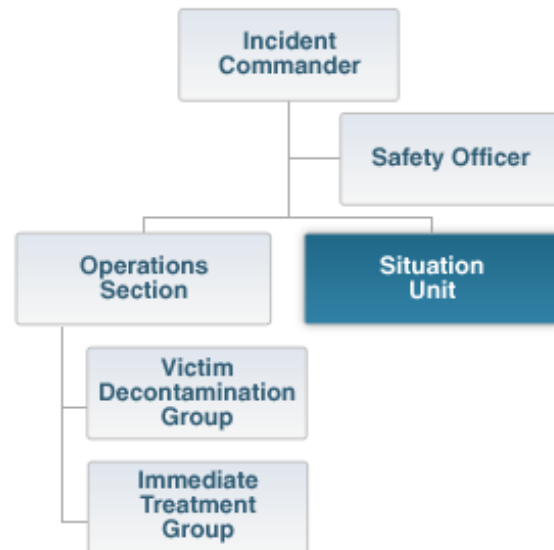 Incident
Commander
Safety Officer
Operations
Section
Situation
Unit
Victim
Decontamination
Group
Immediate
Treatment
Group